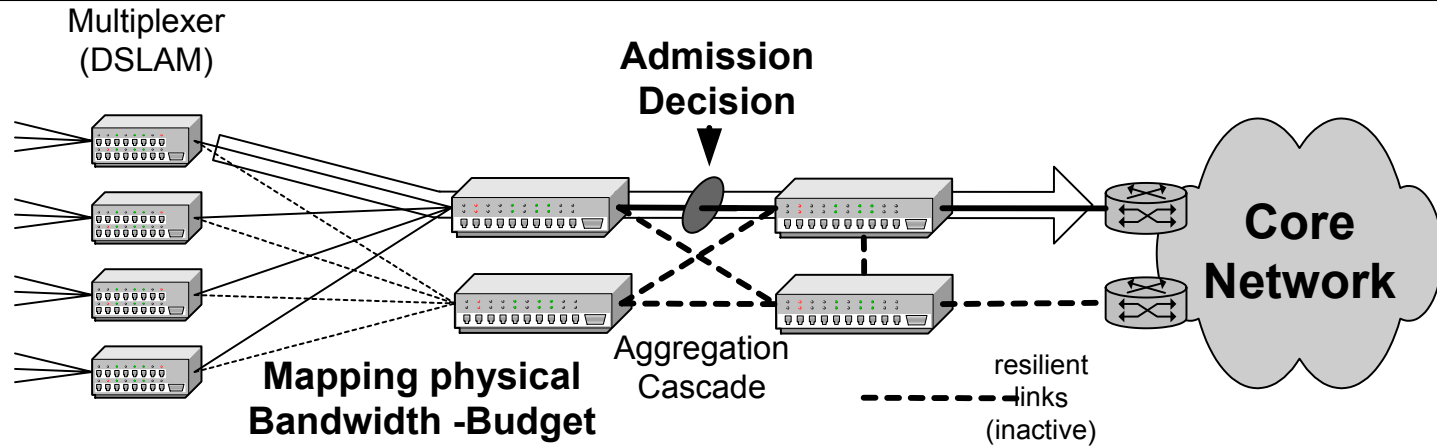 Multiplexer
(DSLAM)
Admission
Decision
Core
Network
Mapping physical
Bandwidth -Budget
Aggregation
Cascade
resilient
links
(inactive)